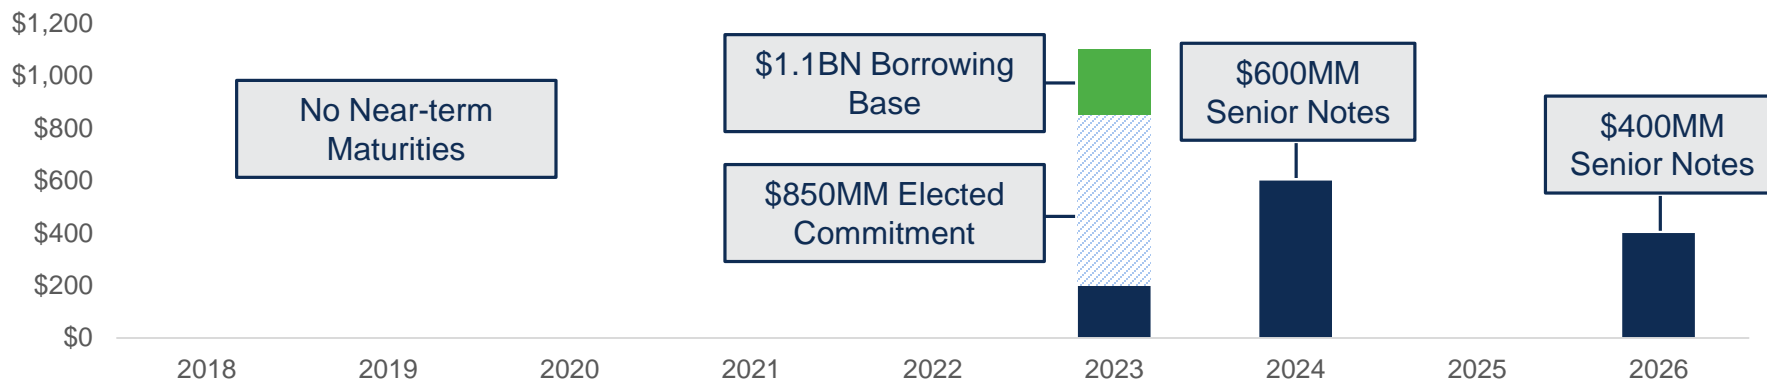 $1,200
$1,000
$800
$600
$400
$200
$0
No Near-term
Maturities
$1.1BN Borrowing
Base
$850MM Elected
Commitment
$600MM
Senior Notes
$400MM
Senior Notes
2018 2019 2020 2021 2022 2023 2024 2025 2026